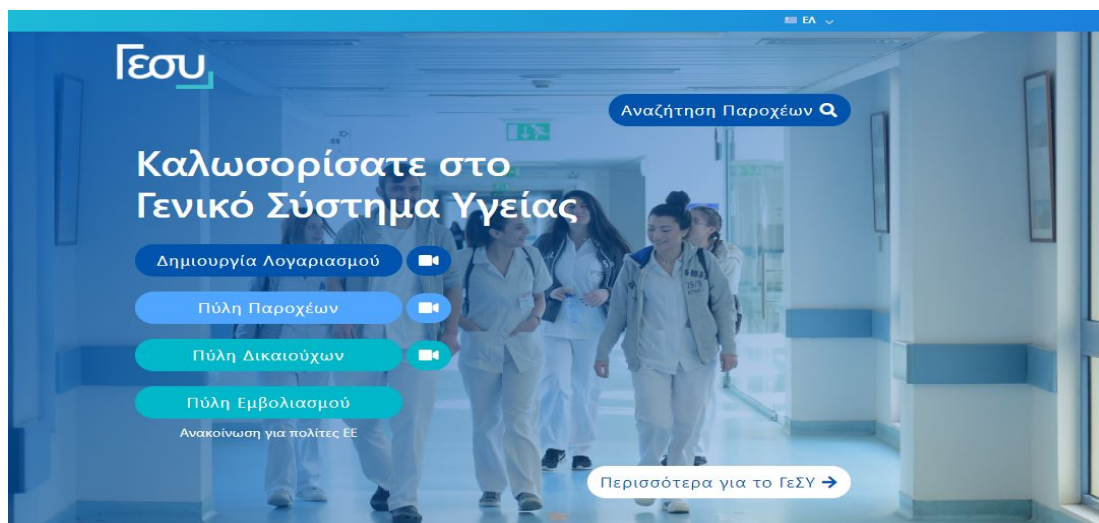 ΕΛ
Γεσυ
Αναζήτηση Παροχέων
Καλωσορίσατε στο
Γενικό Σύστημα Υγείας
Δημιουργία Λογαριασμού
Πύλη Παροχέων
Πύλη Δικαιούχων
Πύλη Εμβολιασμού
Ανακοίνωση για πολίτες ΕΕ
Περισσότερα για το ΓεΣΥ